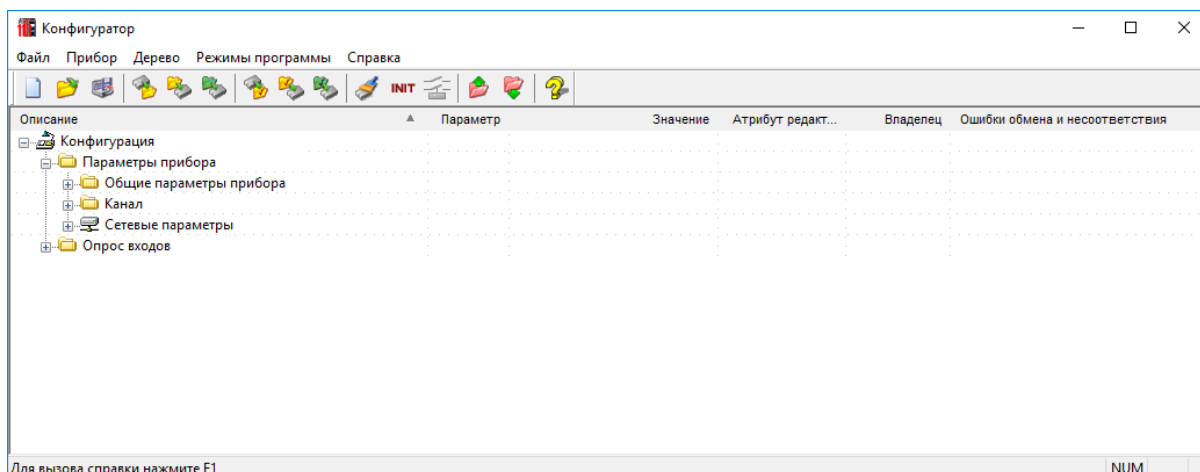 Конфигуратор
Файл Прибор Дерево Режимы программы Справка
INIT
Описание Параметр Значение Атрибут редакт... Владелец Ошибки обмена и несоответствия
Конфигурация
Параметры прибора
Общие параметры прибора
Канал
Сетевые параметры
Опрос входов
Для вызова справки нажмите F1 NUM